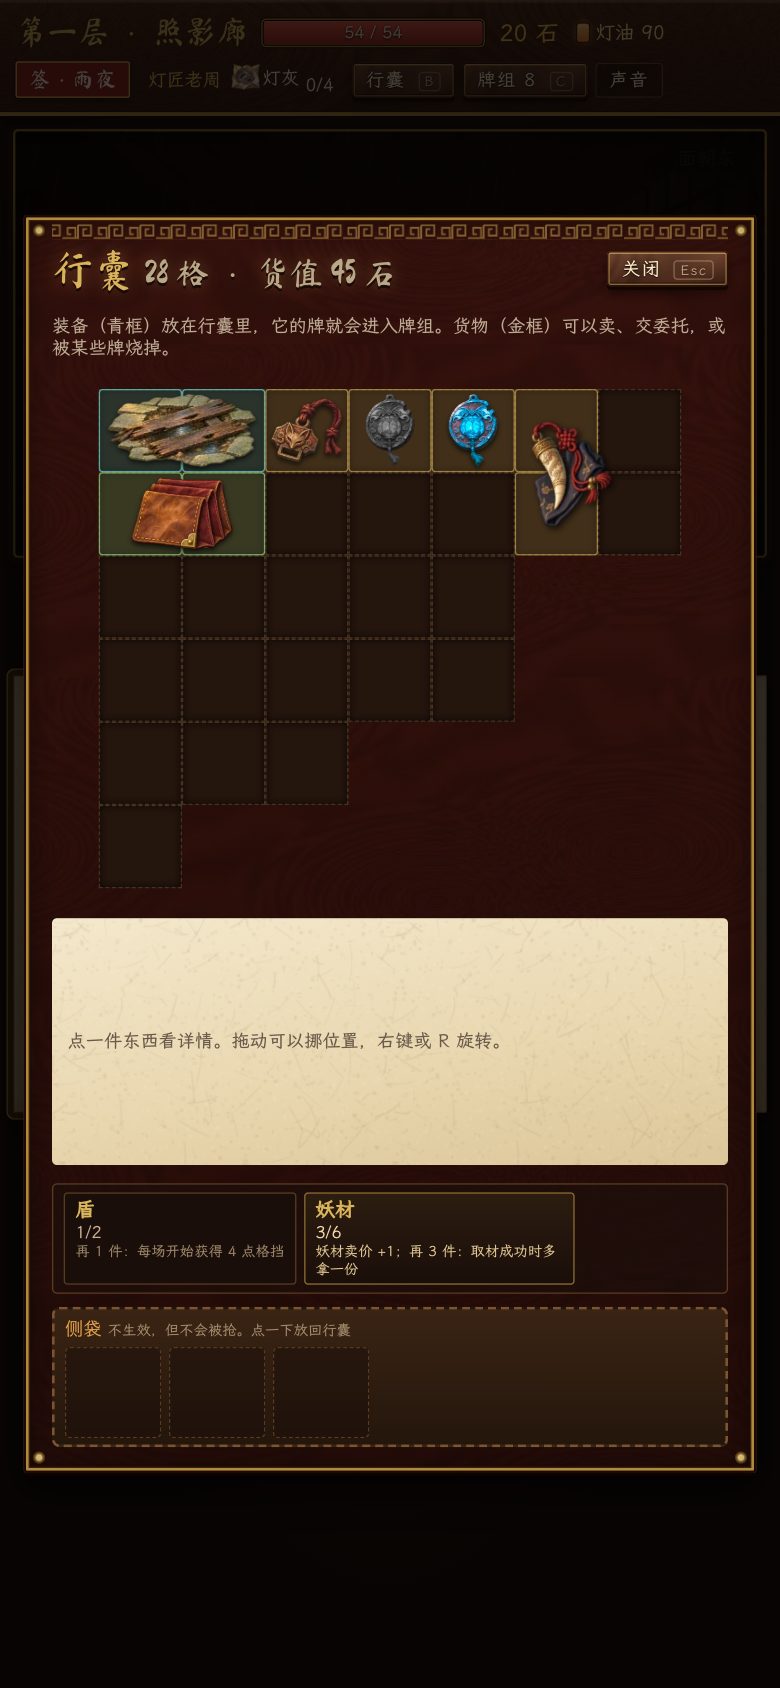 第一层 · 照影廊
54 / 54
20 石
灯油 90
签 · 雨夜
灯匠老周
灯灰 0/4
行囊 B
牌组 8 C
声音
行囊 28 格 · 货值 45 石
关闭 Esc
装备（青框）放在行囊里，它的牌就会进入牌组。货物（金框）可以卖、交委托，或
被某些牌烧掉。
点一件东西看详情。拖动可以挪位置，右键或 R 旋转。
盾
1/2
再 1 件：每场开始获得 4 点格挡
妖材
3/6
妖材卖价 +1；再 3 件：取材成功时多
拿一份
侧袋 不生效，但不会被抢。点一下放回行囊